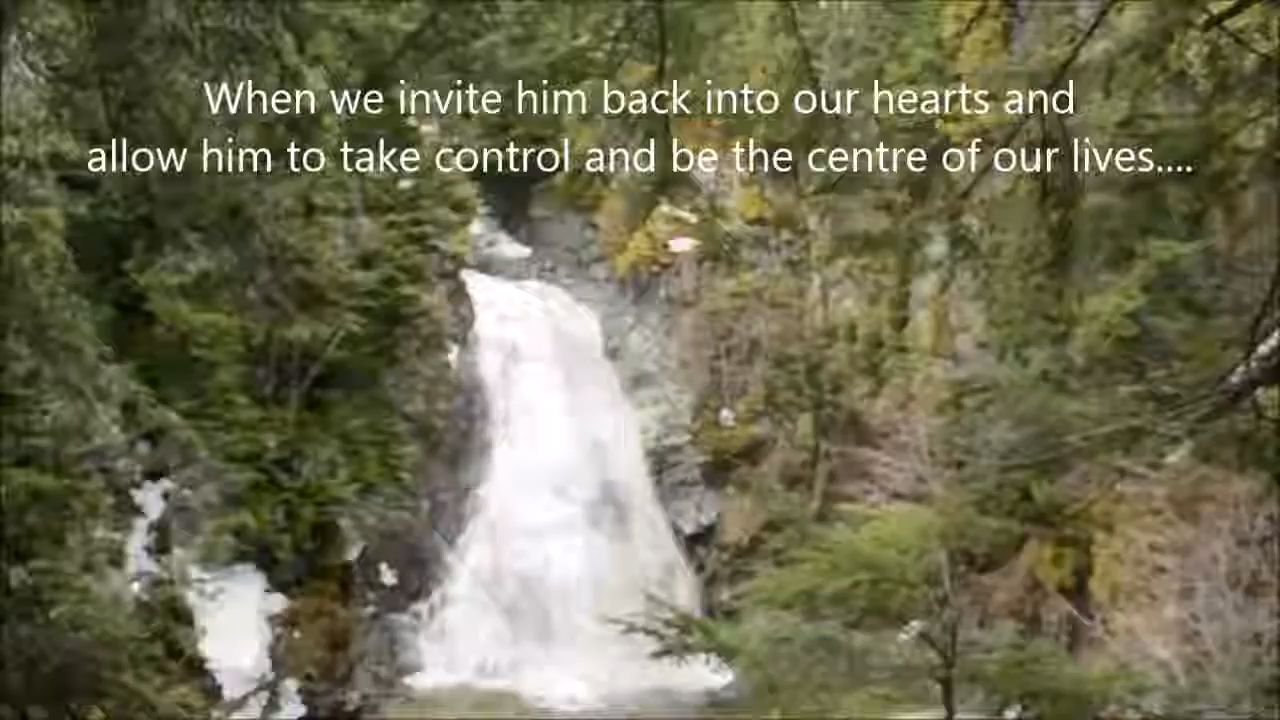 When we invite him back into our hearts and
allow him to take control and be the centre of our lives....